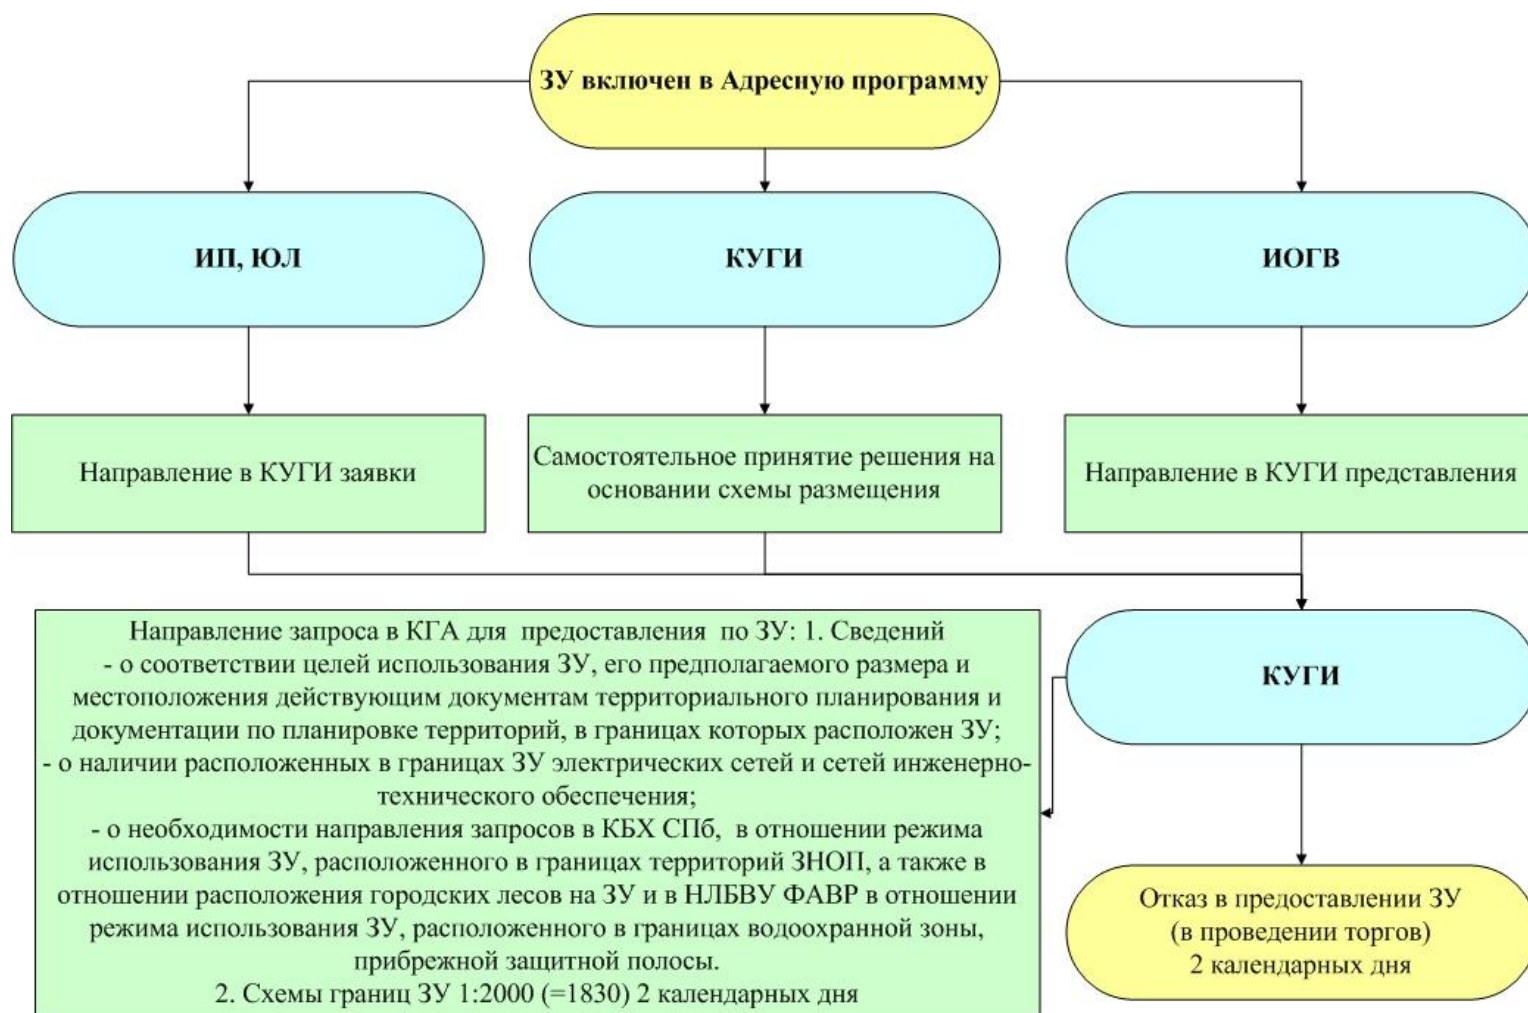 ЗУ включен в Адресную программу
ИП, ЮЛ
КУГИ
ИОГВ
Направление в КУГИ заявки
Самостоятельное принятие решения на
основании схемы размещения
Направление в КУГИ представления
Направление запроса в КГА для предоставления по ЗУ: 1. Сведений
- о соответствии целей использования ЗУ, его предполагаемого размера и
местоположения действующим документам территориального планирования и
документации по планировке территорий, в границах которых расположен ЗУ;
- о наличии расположенных в границах ЗУ электрических сетей и сетей инженерно-
технического обеспечения;
- о необходимости направления запросов в КБХ СПб, в отношении режима
использования ЗУ, расположенного в границах территорий ЗНОП, а также в
отношении расположения городских лесов на ЗУ и в НЛБВУ ФАВР в отношении
режима использования ЗУ, расположенного в границах водоохранной зоны,
прибрежной защитной полосы.
2. Схемы границ ЗУ 1:2000 (=1830) 2 календарных дня
КУГИ
Отказ в предоставлении ЗУ
(в проведении торгов)
2 календарных дня